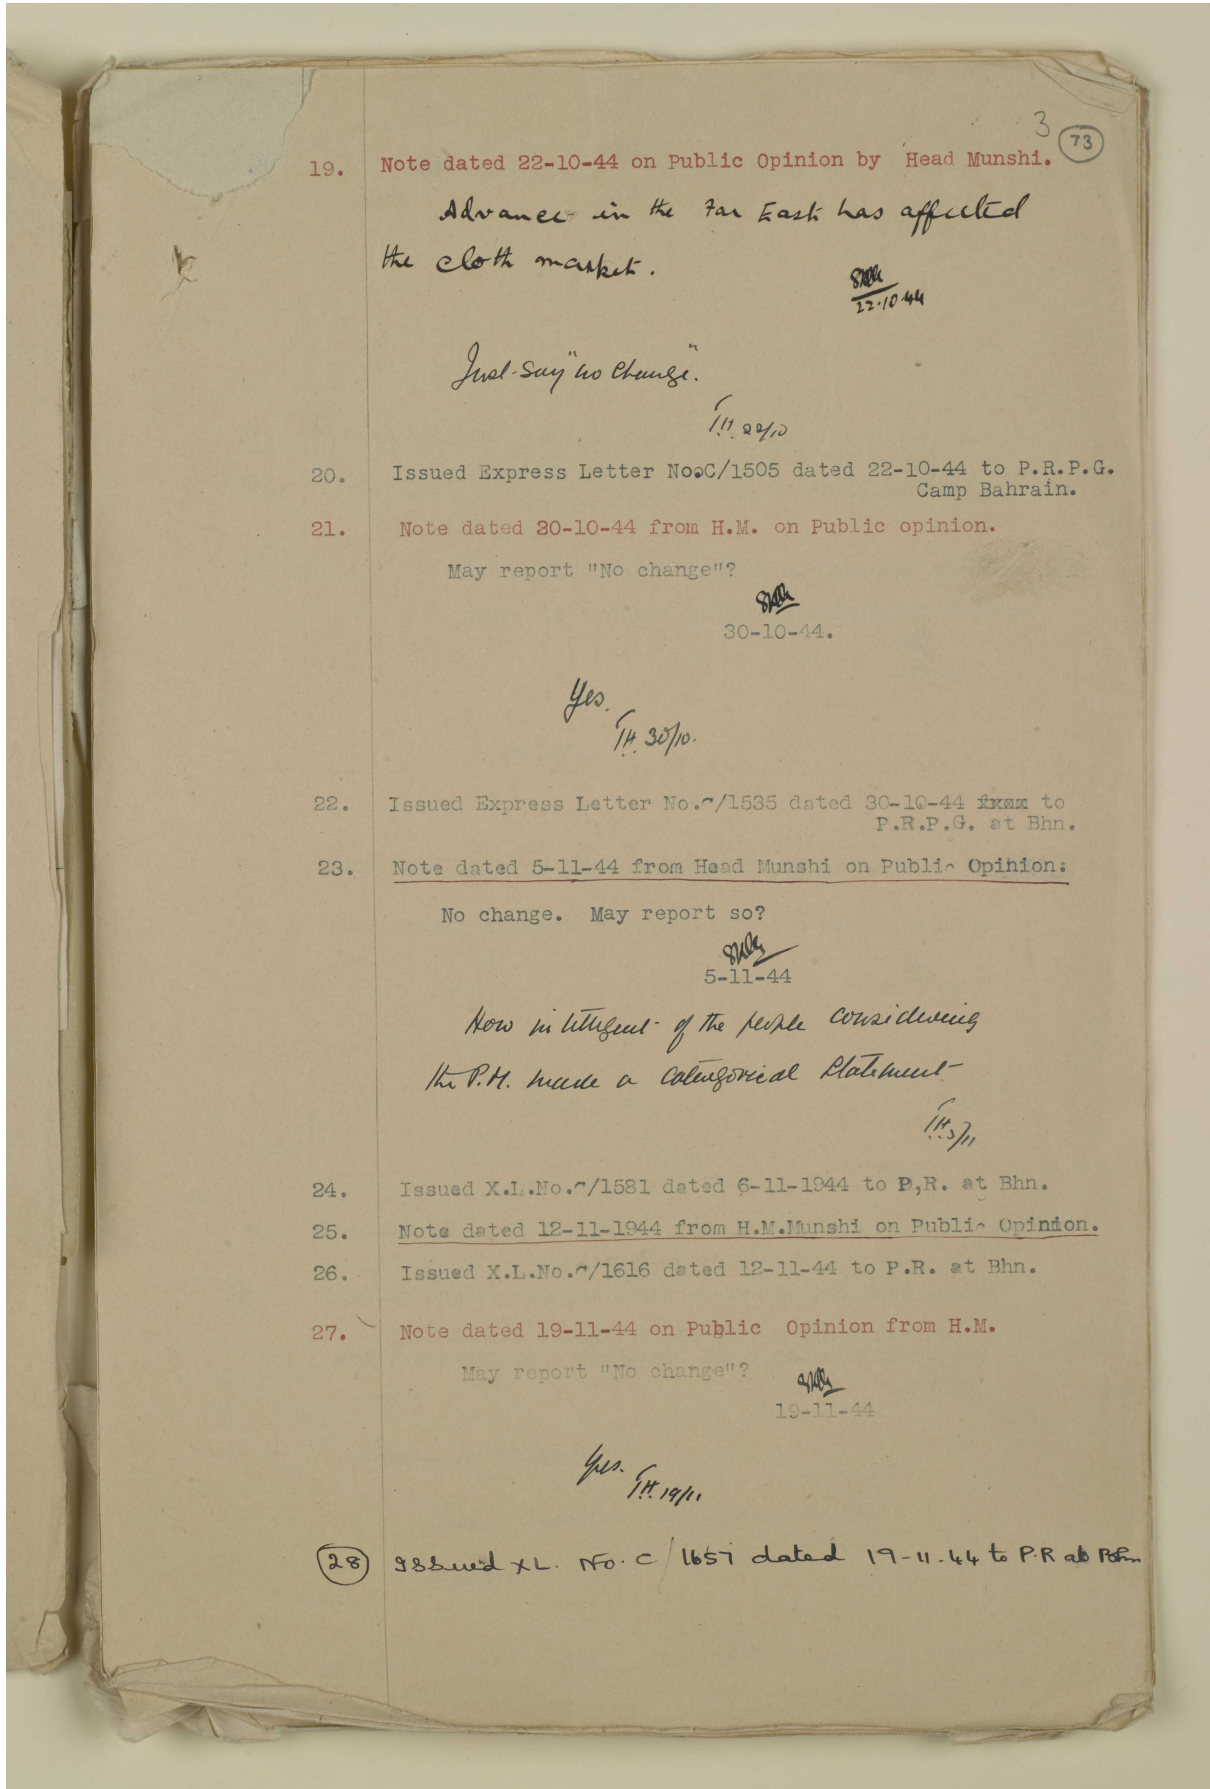 3
73
19. Note dated 22-10-44 on Public Opinion by Head Munshi.
Advance in the Far East has affected
the cloth market.
22.10.44
Just say "no change".
T.H. 22/10
20. Issued Express Letter No.C/1505 dated 22-10-44 to P.R.P.G.
Camp Bahrain.
21. Note dated 30-10-44 from H.M. on Public opinion.
May report "No change"?
30-10-44.
Yes.
T.H. 30/10.
22. Issued Express Letter No.C/1535 dated 30-10-44 to
P.R.P.G. at Bhn.
23. Note dated 5-11-44 from Head Munshi on Public Opinion:
No change. May report so?
5-11-44
How intelligent of the people considering
the P.M. made a categorical statement
T.H. 5/11
24. Issued X.L.No.C/1581 dated 6-11-1944 to P,R. at Bhn.
25. Note dated 12-11-1944 from H.M.Munshi on Public Opinion.
26. Issued X.L.No.C/1616 dated 12-11-44 to P.R. at Bhn.
27. Note dated 19-11-44 on Public Opinion from H.M.
May report "No change"?
19-11-44
Yes.
T.H. 19/11
28 Issued XL. No. C/1657 dated 19-11-44 to P.R at Bhn